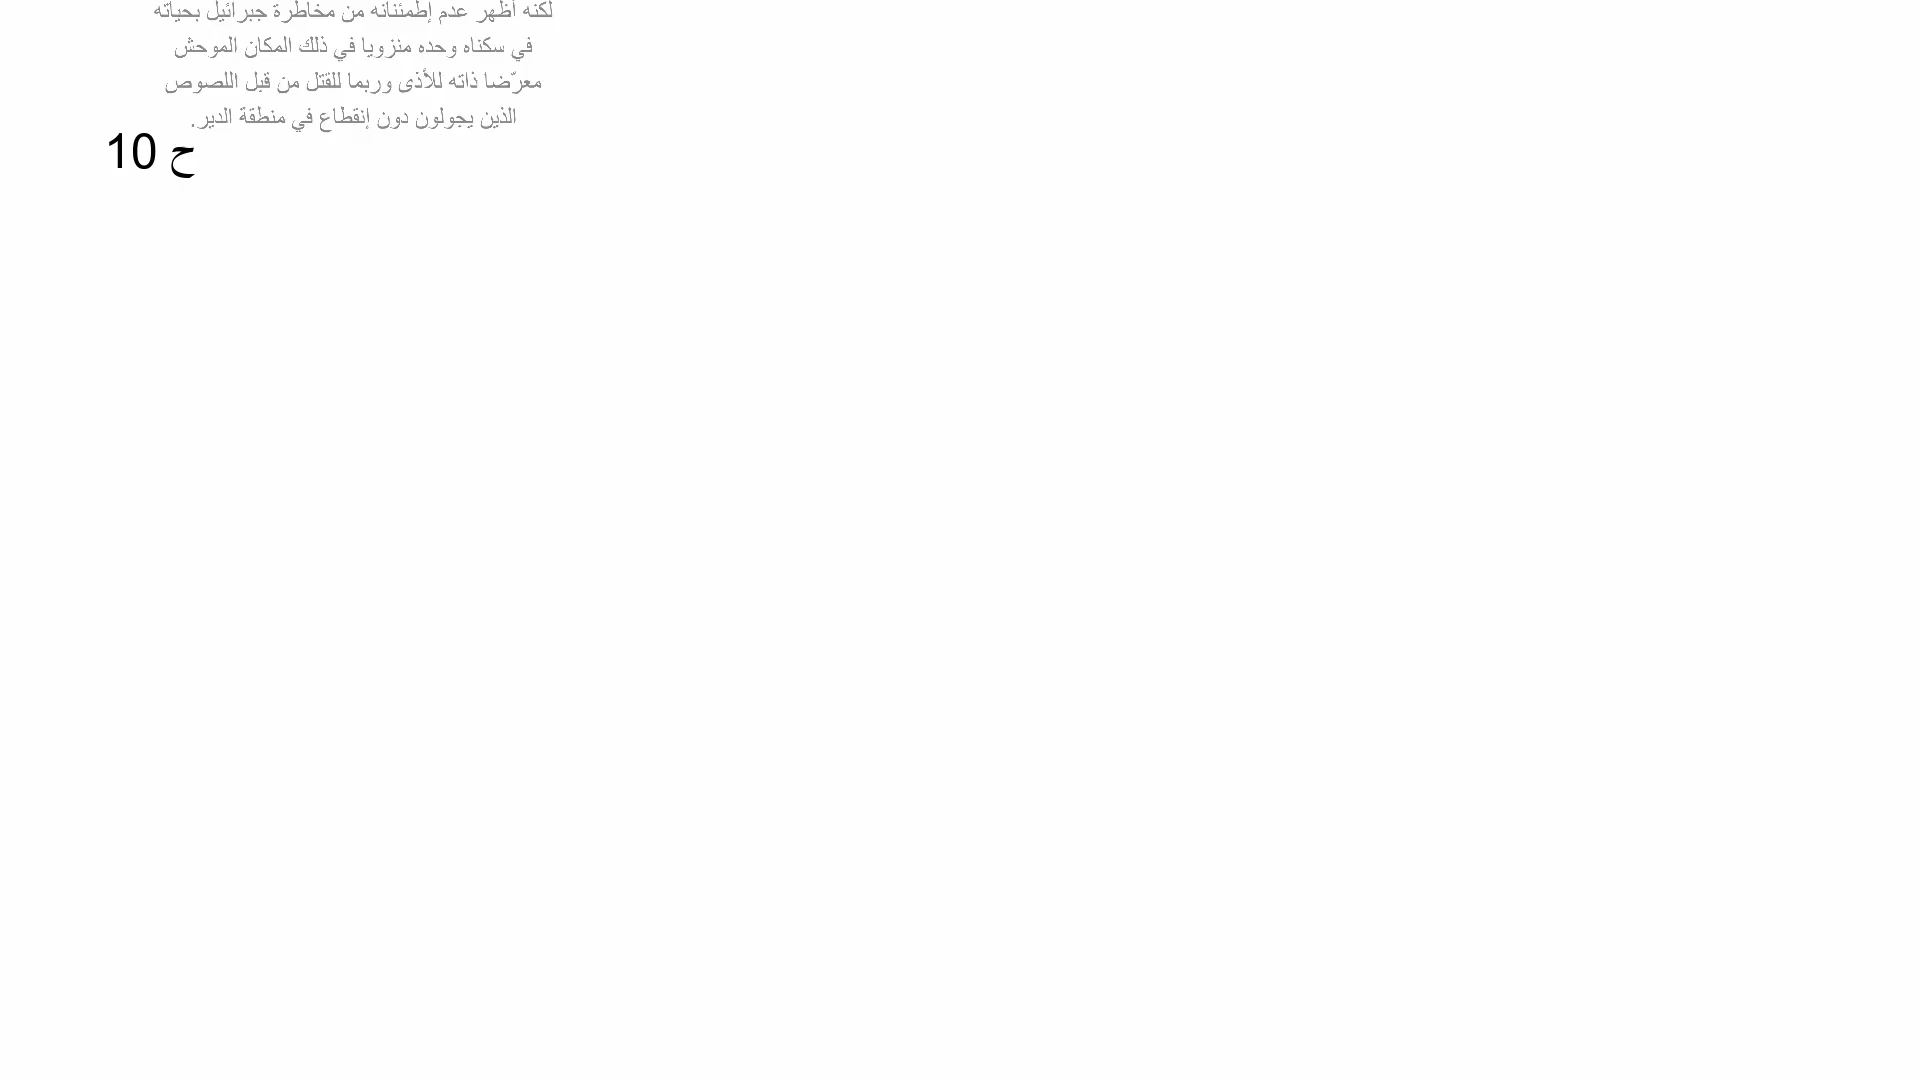 لكنه أظهر عدم إطمئنانه من مخاطرة جبرائيل بحياته
في سكناه وحده منزويا في ذلك المكان الموحش
معرّضا ذاته للأذى وربما للقتل من قبل اللصوص
الذين يجولون دون إنقطاع في منطقة الدير.
ح 10